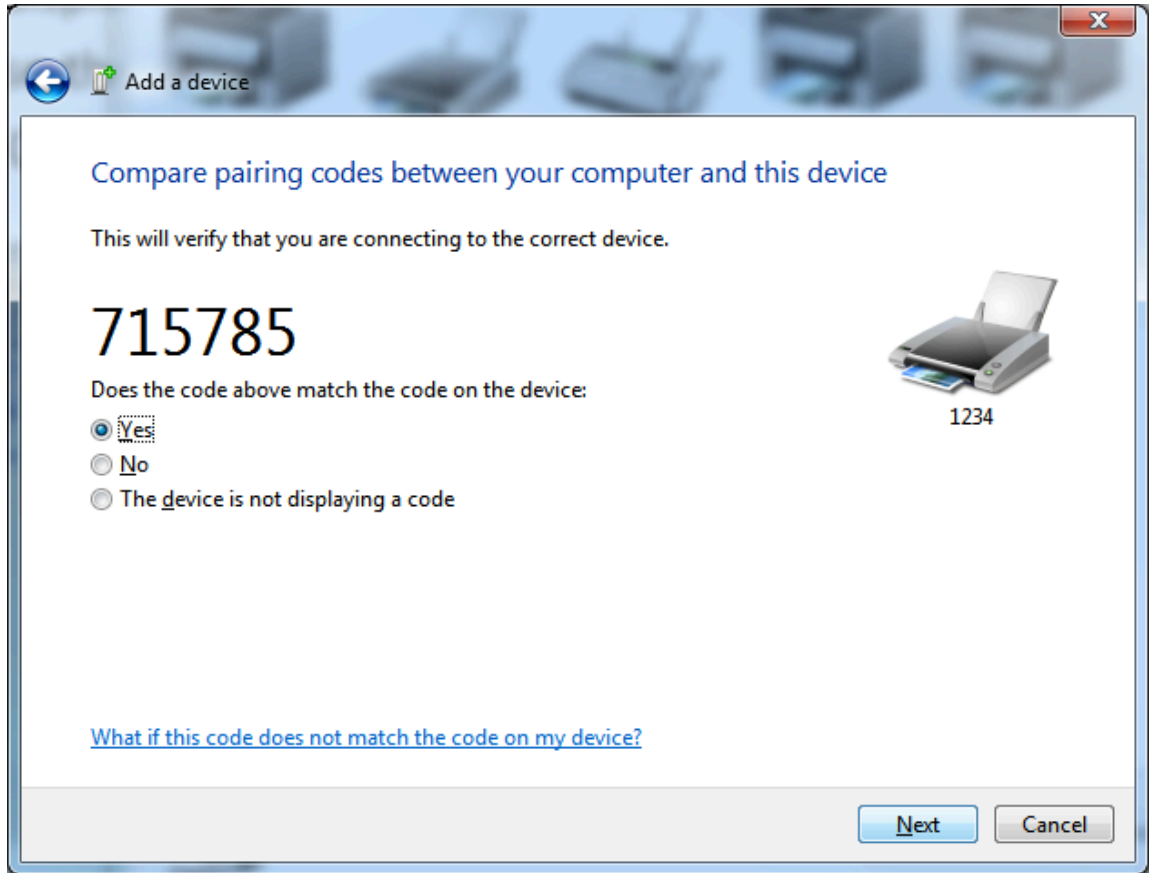 Add a device
Compare pairing codes between your computer and this device
This will verify that you are connecting to the correct device.
715785
Does the code above match the code on the device:
1234
Yes
No
The device is not displaying a code
What if this code does not match the code on my device?
Next Cancel